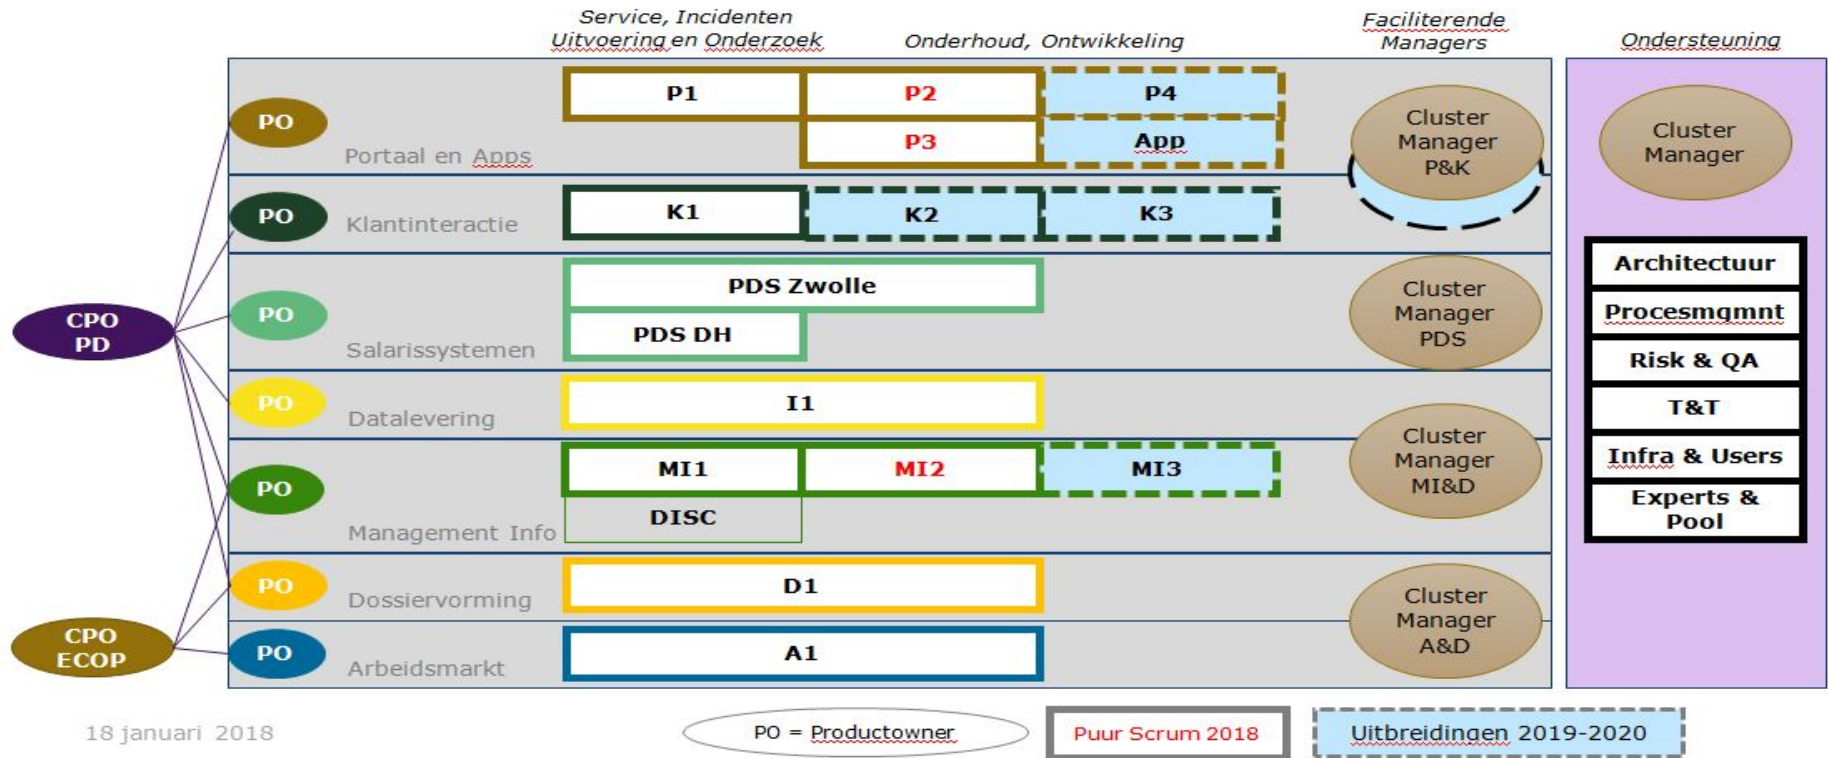 Service, Incidenten
Uitvoering en Onderzoek
Onderhoud, Ontwikkeling
Faciliterende
Managers
Ondersteuning
PO
Portaal en Apps
P1
P2
P4
P3
App
Cluster
Manager
P&K
Cluster
Manager
PO
Klantinteractie
K1
K2
K3
CPO
PD
PO
Salarissystemen
PDS Zwolle
PDS DH
Cluster
Manager
PDS
Architectuur
Procesmgmnt
Risk & QA
T&T
Infra & Users
Experts &
Pool
PO
Datalevering
I1
Cluster
Manager
MI&D
PO
Management Info
MI1
MI2
MI3
DISC
PO
Dossiervorming
D1
Cluster
Manager
A&D
CPO
ECOP
PO
Arbeidsmarkt
A1
18 januari 2018
PO = Productowner
Puur Scrum 2018
Uitbreidingen 2019-2020